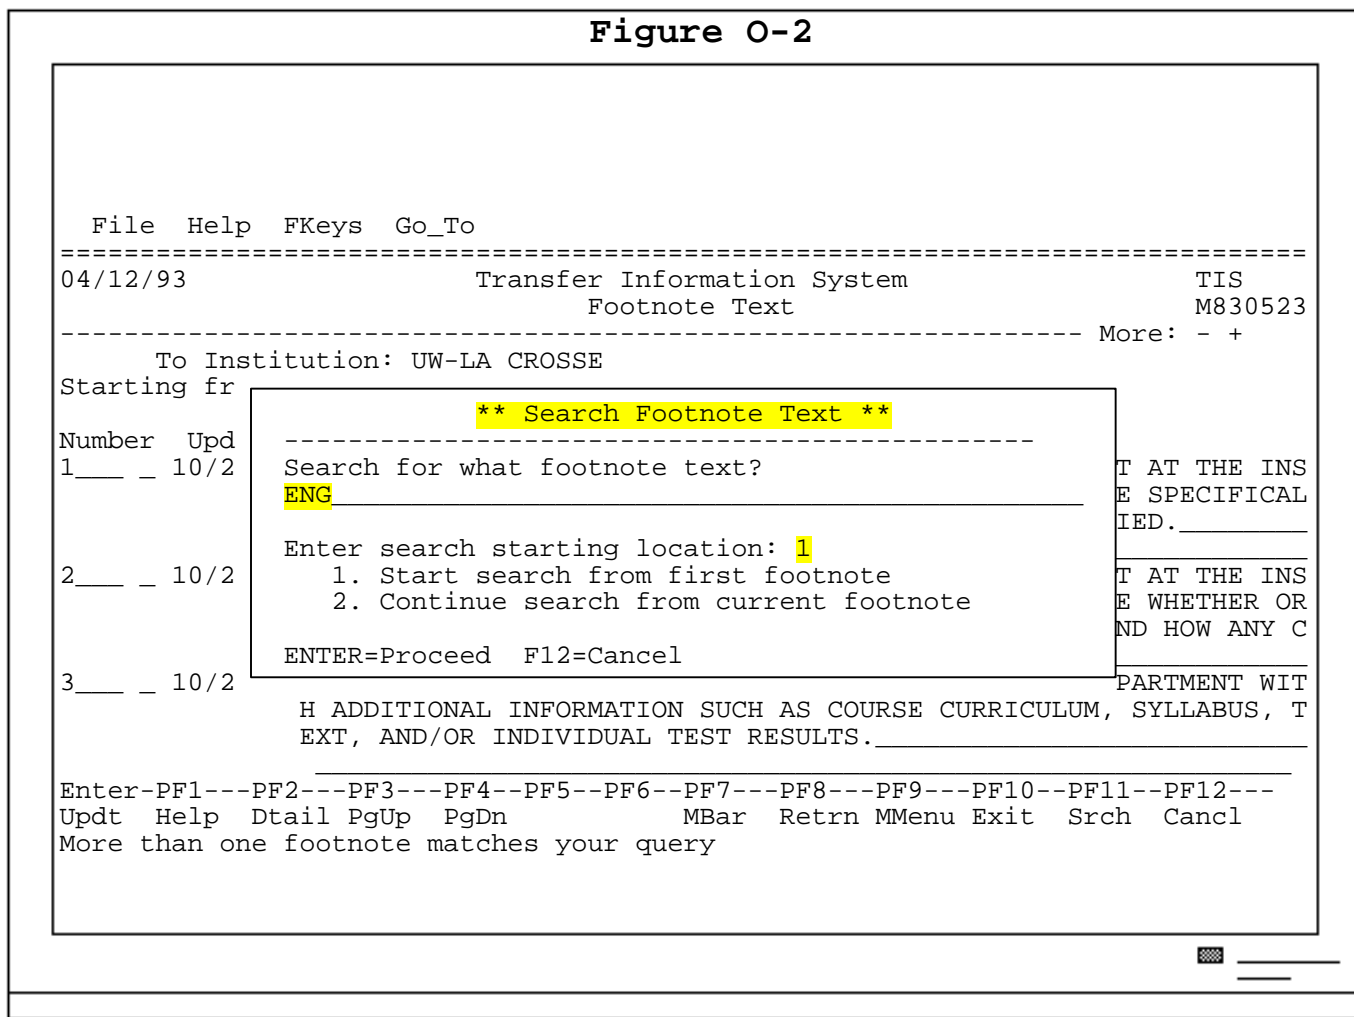 Figure O-2
File  Help  FKeys  Go_To
==============================================================================
04/12/93                  Transfer Information System                  TIS
Footnote Text                                M830523
---------------------------------------------------------------- More: - +
To Institution: UW-LA CROSSE
Starting fr
** Search Footnote Text **
Number  Upd   -----------------------------------------------
1___ _ 10/2   Search for what footnote text?                      T AT THE INS
ENG_______________________________________________  E SPECIFICAL
IED.________
Enter search starting location: 1                   ____________
2___ _ 10/2      1. Start search from first footnote              T AT THE INS
2. Continue search from current footnote         E WHETHER OR
ND HOW ANY C
ENTER=Proceed  F12=Cancel                           ____________
3___ _ 10/2                                                       PARTMENT WIT
H ADDITIONAL INFORMATION SUCH AS COURSE CURRICULUM, SYLLABUS, T
EXT, AND/OR INDIVIDUAL TEST RESULTS.___________________________
_____________________________________________________________
Enter-PF1---PF2---PF3---PF4--PF5--PF6--PF7---PF8---PF9---PF10--PF11--PF12---
Updt  Help  Dtail PgUp  PgDn           MBar  Retrn MMenu Exit  Srch  Cancl
More than one footnote matches your query